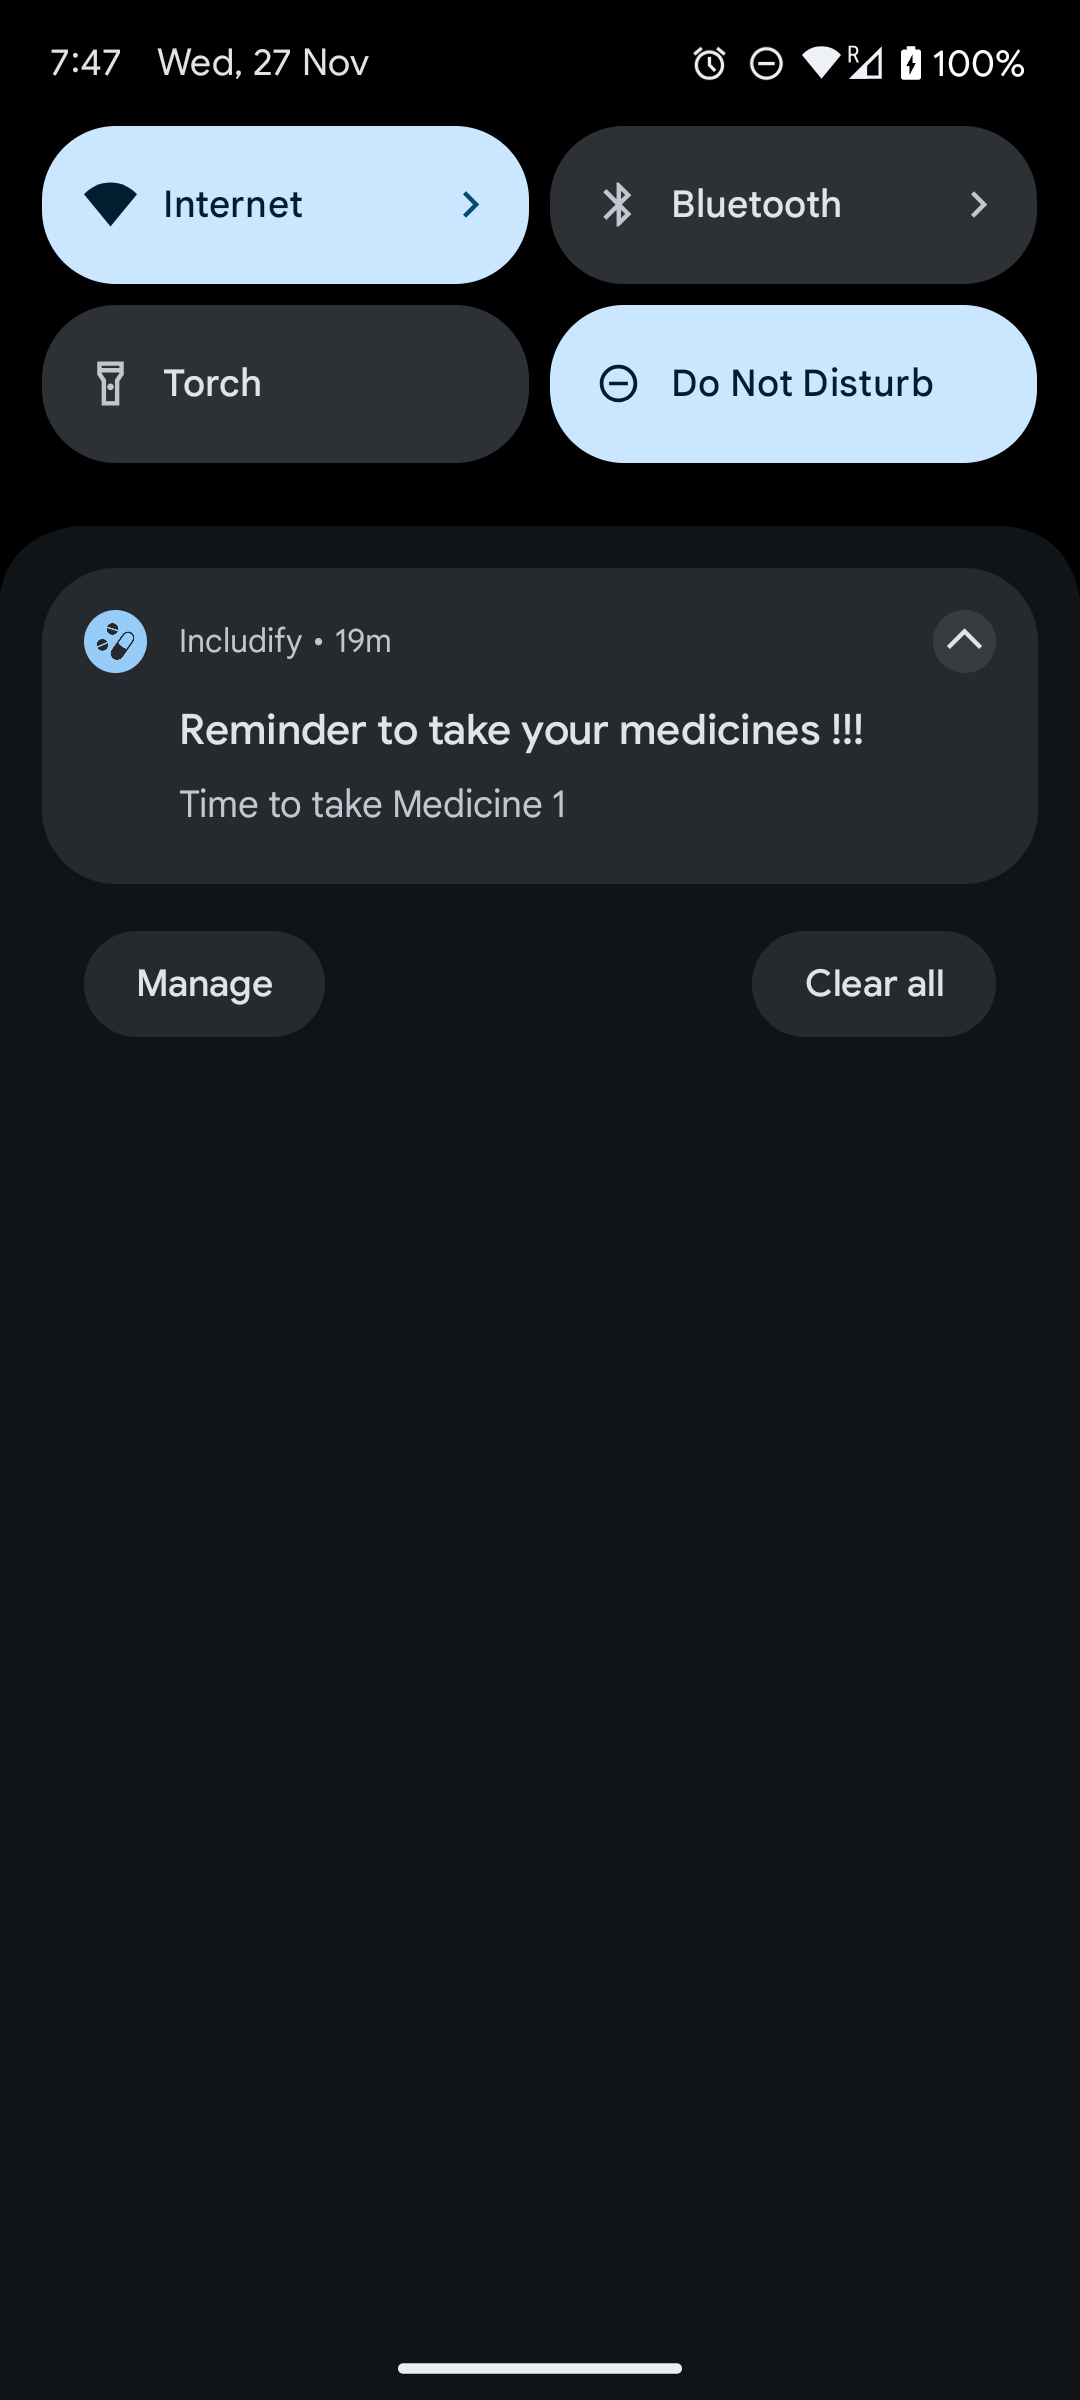 7:47 Wed, 27 Nov R 100%
Internet Bluetooth
Torch Do Not Disturb
Includify • 19m
Reminder to take your medicines !!!
Time to take Medicine 1
Manage Clear all